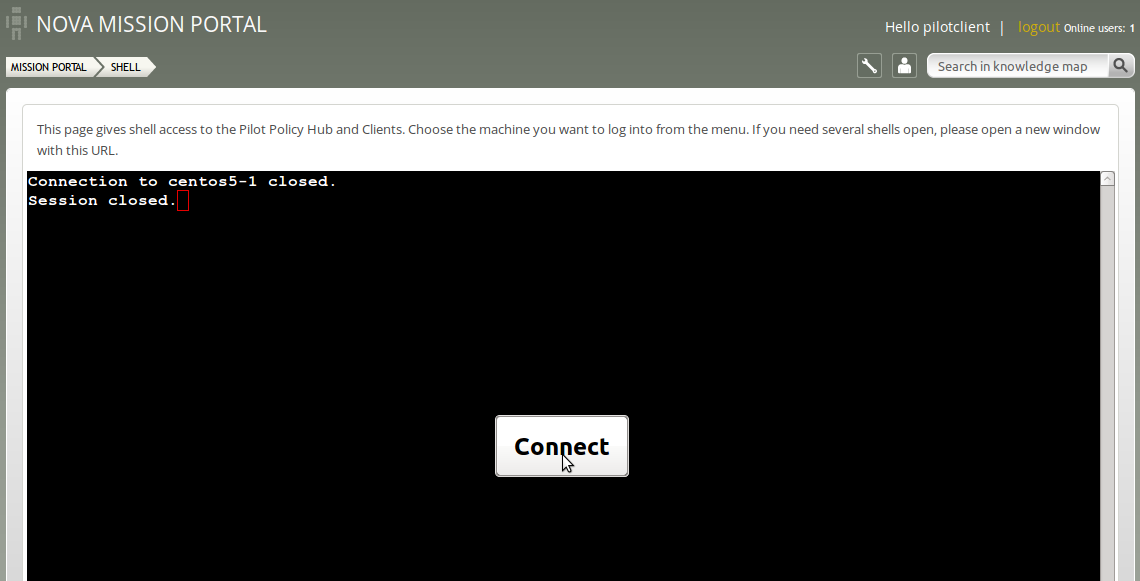 NOVA MISSION PORTAL
Hello pilotclient | logout Online users: 1
MISSION PORTAL SHELL
Search in knowledge map
This page gives shell access to the Pilot Policy Hub and Clients. Choose the machine you want to log into from the menu. If you need several shells open, please open a new window
with this URL.
Connection to centos5-1 closed.
Session closed.
Connect